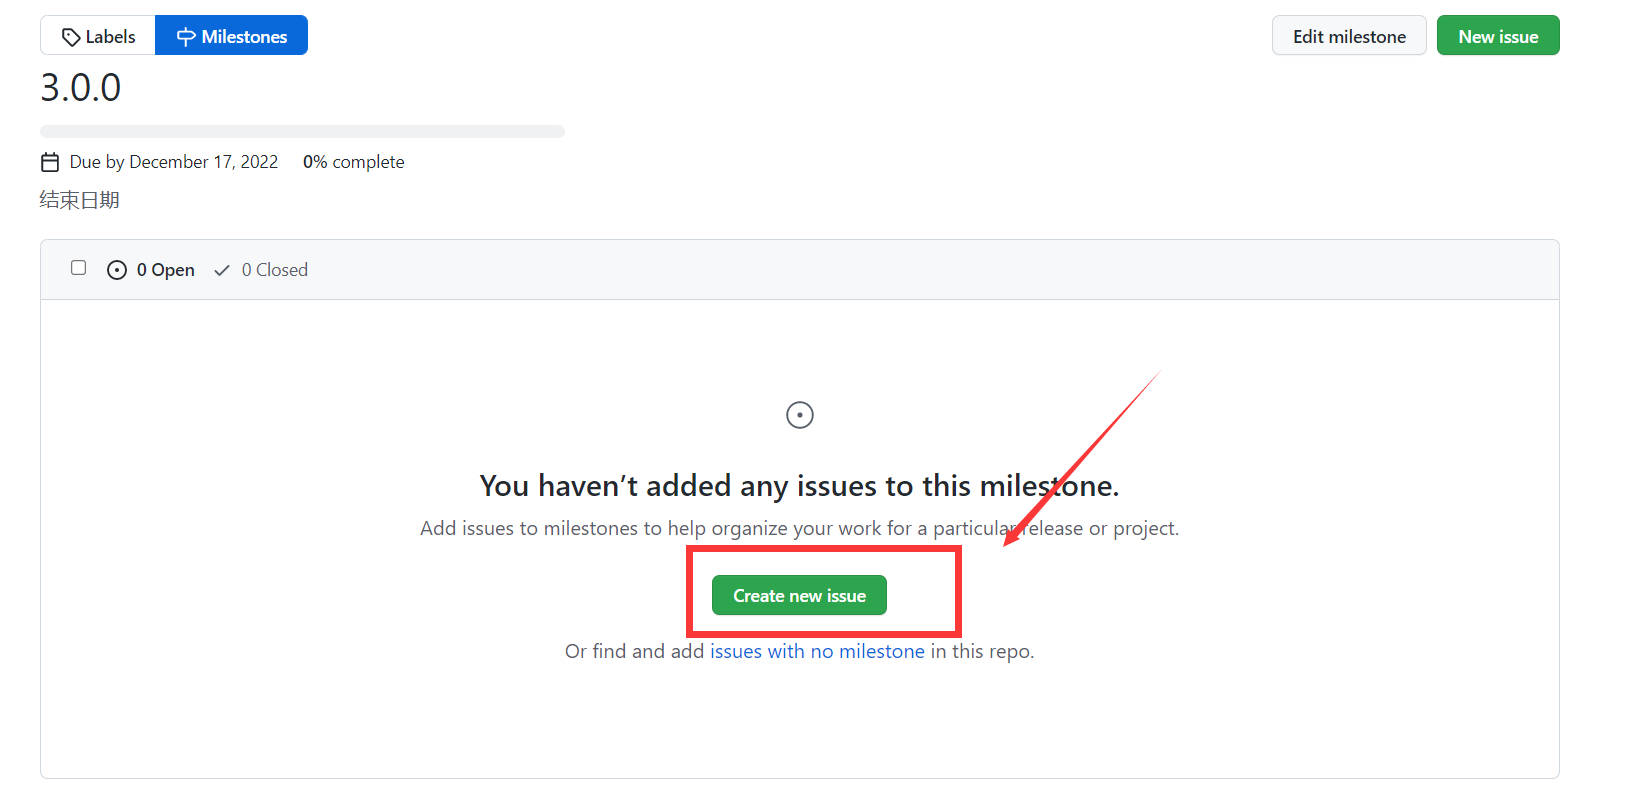 Labels Milestones Edit milestone New issue
3.0.0
Due by December 17, 2022 0% complete
结束日期
0 Open 0 Closed
You haven’t added any issues to this milestone.
Add issues to milestones to help organize your work for a particular release or project.
Create new issue
Or find and add issues with no milestone in this repo.